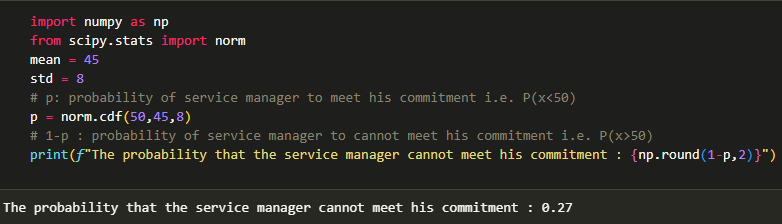 import numpy as np
from scipy.stats import norm
mean = 45
std = 8
# p: probability of service manager to meet his commitment i.e. P(x<50)
p = norm.cdf(50,45,8)
# 1-p : probability of service manager to cannot meet his commitment i.e. P(x>50)
print(f"The probability that the service manager cannot meet his commitment : {np.round(1-p,2)}")
The probability that the service manager cannot meet his commitment : 0.27